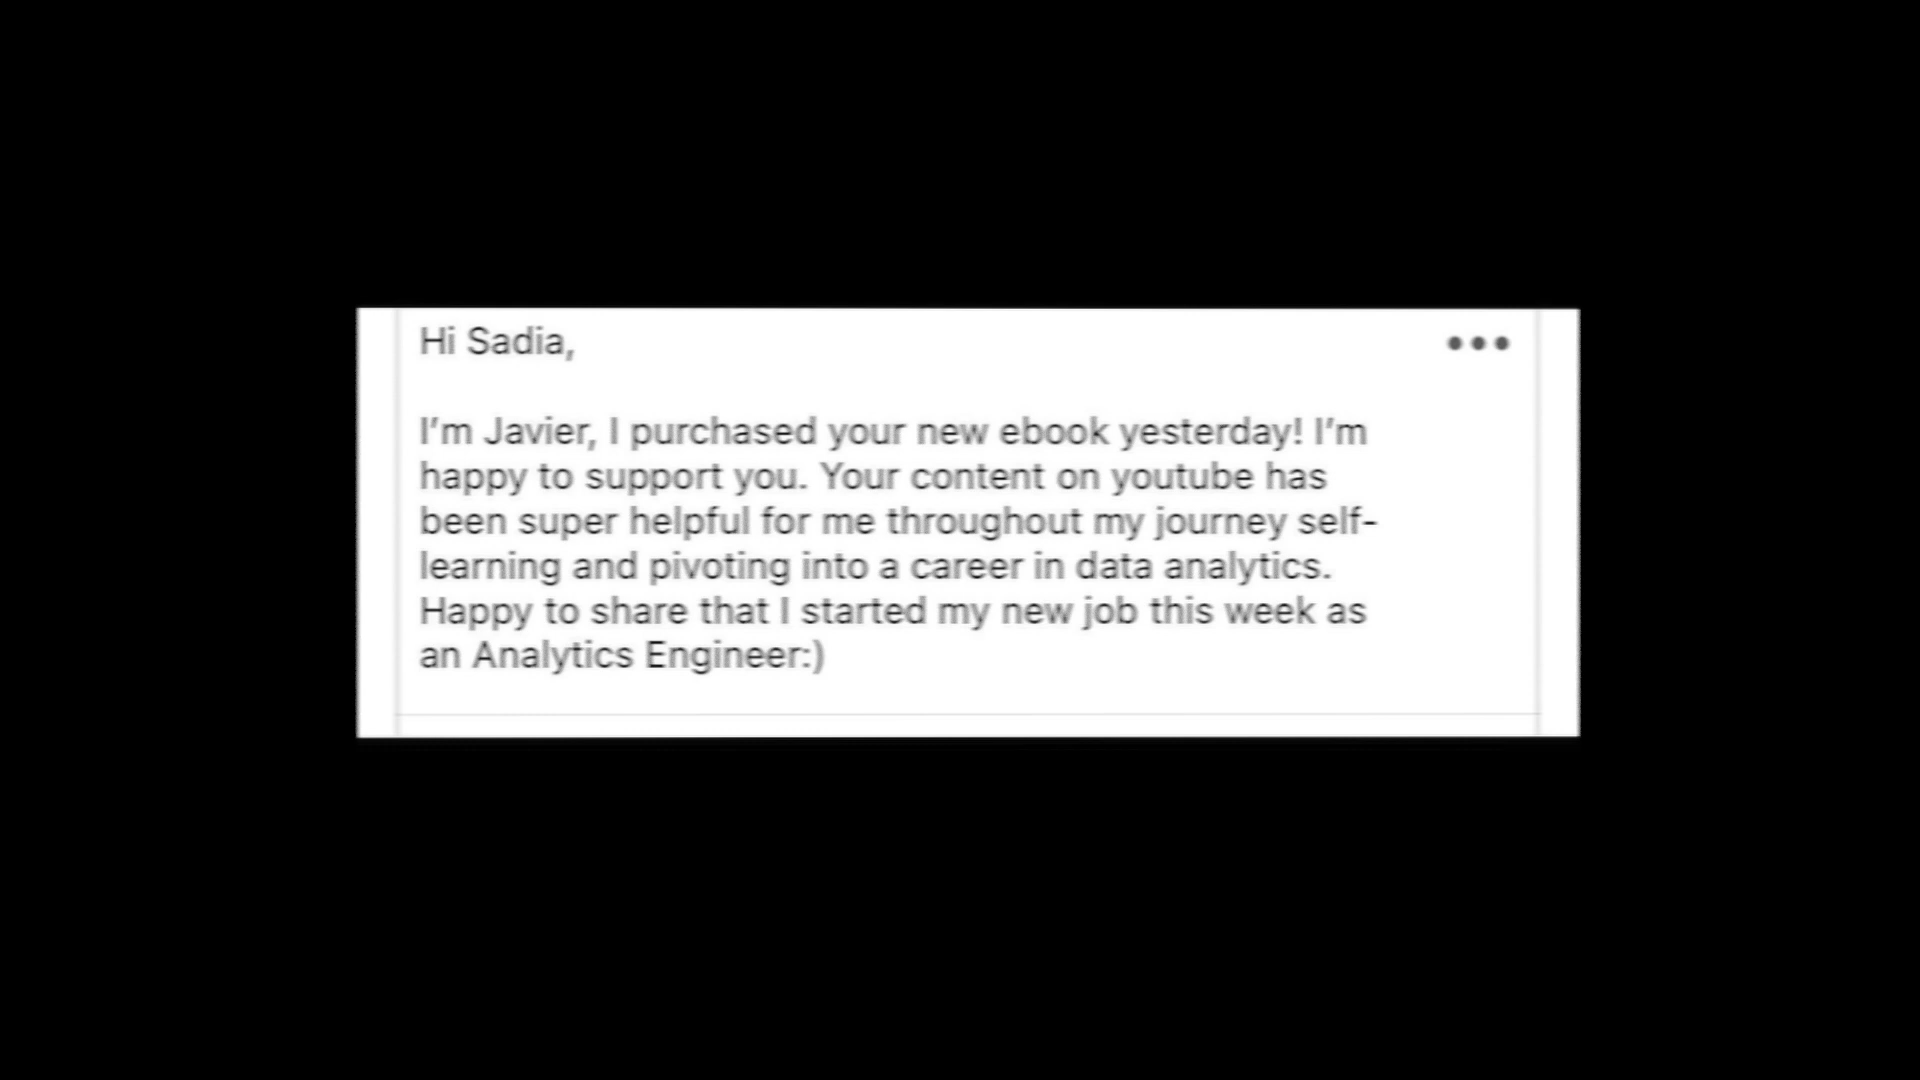 Hi Sadia,
I’m Javier, I purchased your new ebook yesterday! I’m
happy to support you. Your content on youtube has
been super helpful for me throughout my journey self-
learning and pivoting into a career in data analytics.
Happy to share that I started my new job this week as
an Analytics Engineer:)